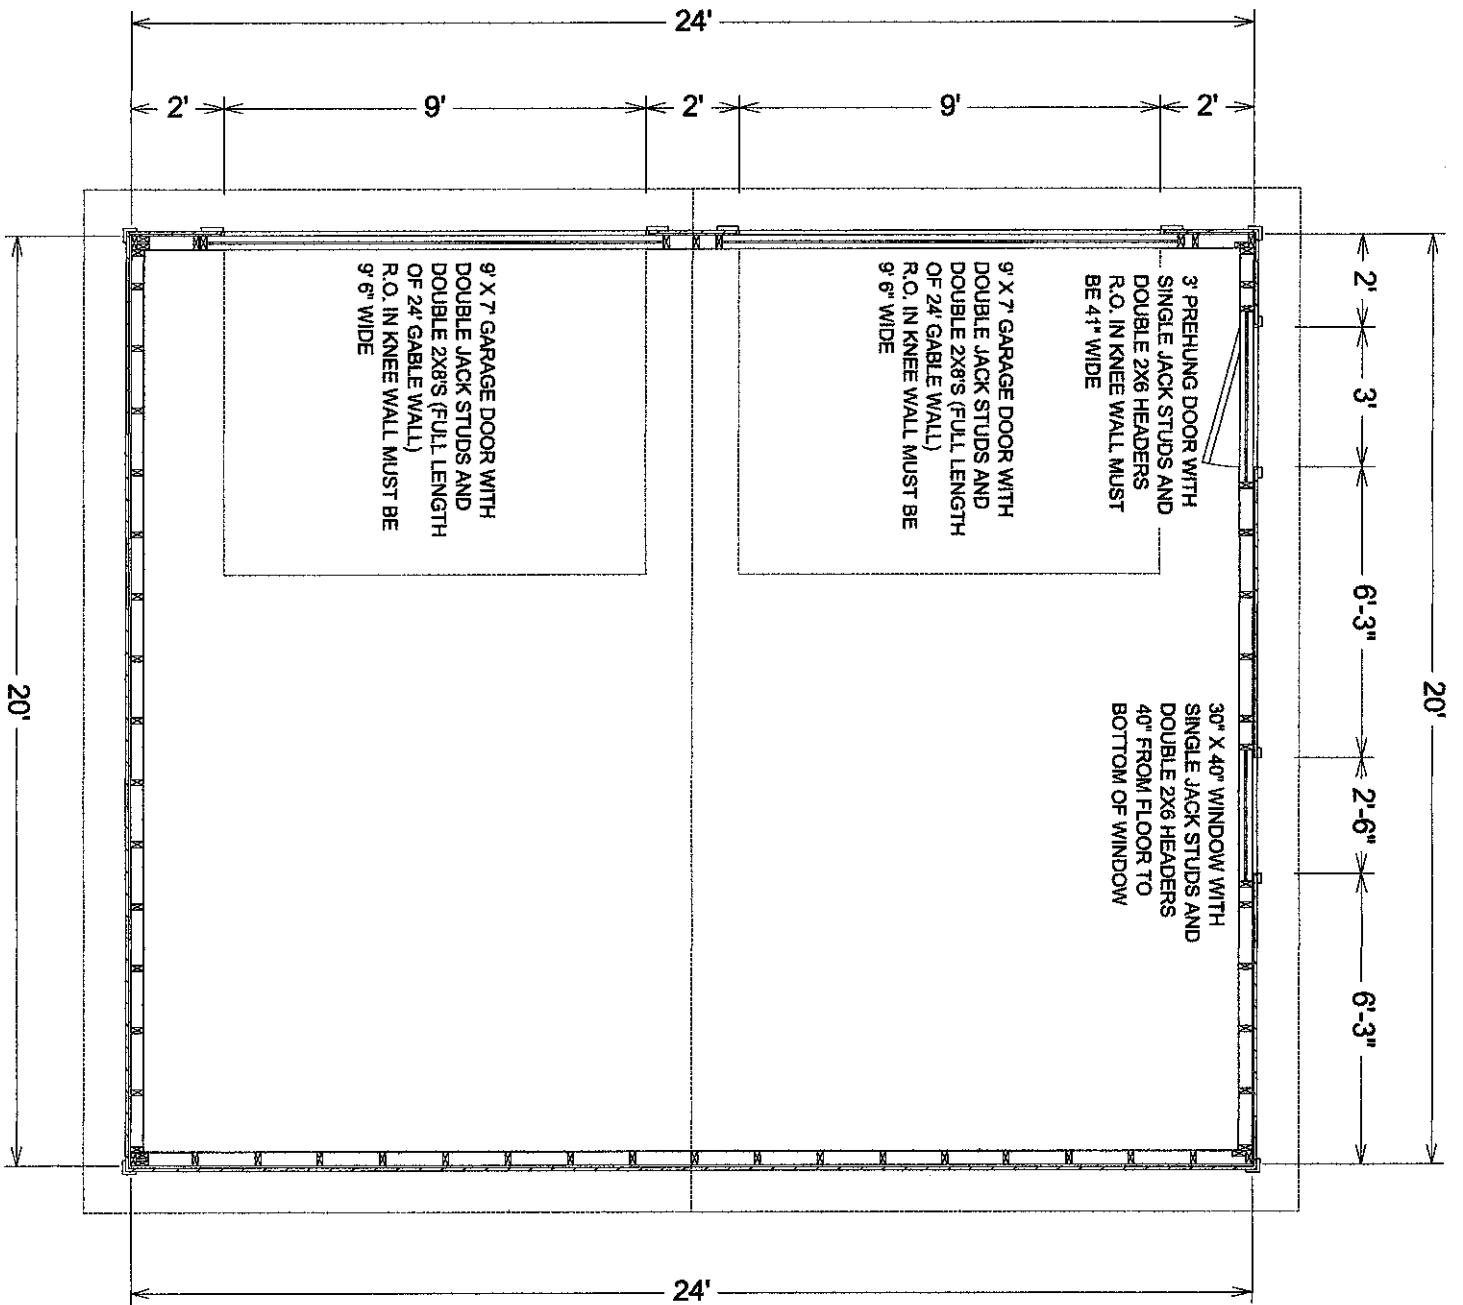 24'
2'
9'
2'
9'
2'
20'
9' X 7' GARAGE DOOR WITH
DOUBLE JACK STUDS AND
DOUBLE 2X8'S (FULL LENGTH
OF 24' GABLE WALL)
R.O. IN KNEE WALL MUST BE
9' 6" WIDE
9' X 7' GARAGE DOOR WITH
DOUBLE JACK STUDS AND
DOUBLE 2X8'S (FULL LENGTH
OF 24' GABLE WALL)
R.O. IN KNEE WALL MUST BE
9' 6" WIDE
3' PREHUNG DOOR WITH
SINGLE JACK STUDS AND
DOUBLE 2X6 HEADERS
R.O. IN KNEE WALL MUST
BE 41" WIDE
30" X 40" WINDOW WITH
SINGLE JACK STUDS AND
DOUBLE 2X6 HEADERS
40" FROM FLOOR TO
BOTTOM OF WINDOW
2'
3'
6'-3"
2'-6"
6'-3"
20'
24'